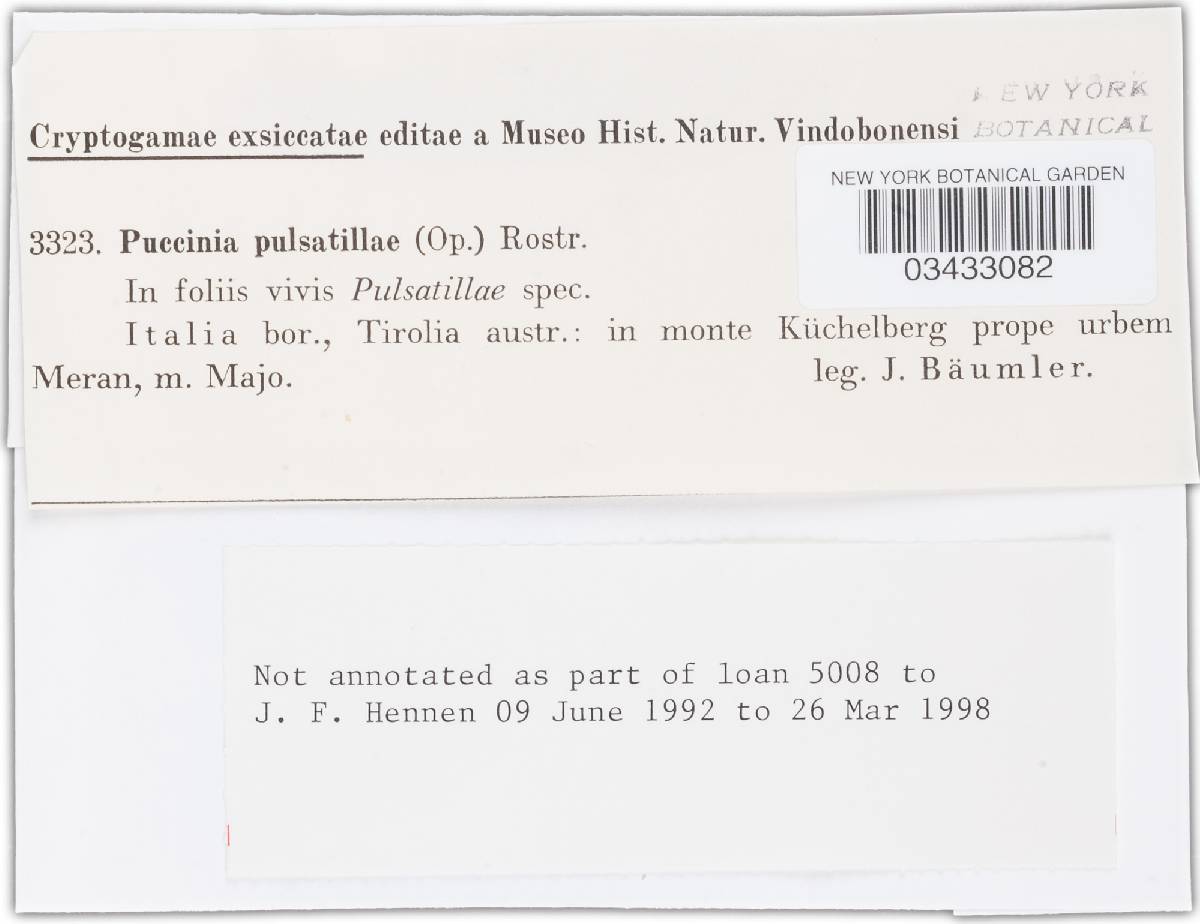 NEW YORK
BOTANICAL
Cryptogamae exsiccatae editae a Museo Hist. Natur. Vindobonensi
NEW YORK BOTANICAL GARDEN
03433082
3323. Puccinia pulsatillae (Op.) Rostr.
In foliis vivis Pulsatillae spec.
Italia bor., Tirolia austr.: in monte Küchelberg prope urbem
Meran, m. Majo. leg. J. Bäumler.
Not annotated as part of loan 5008 to
J. F. Hennen 09 June 1992 to 26 Mar 1998